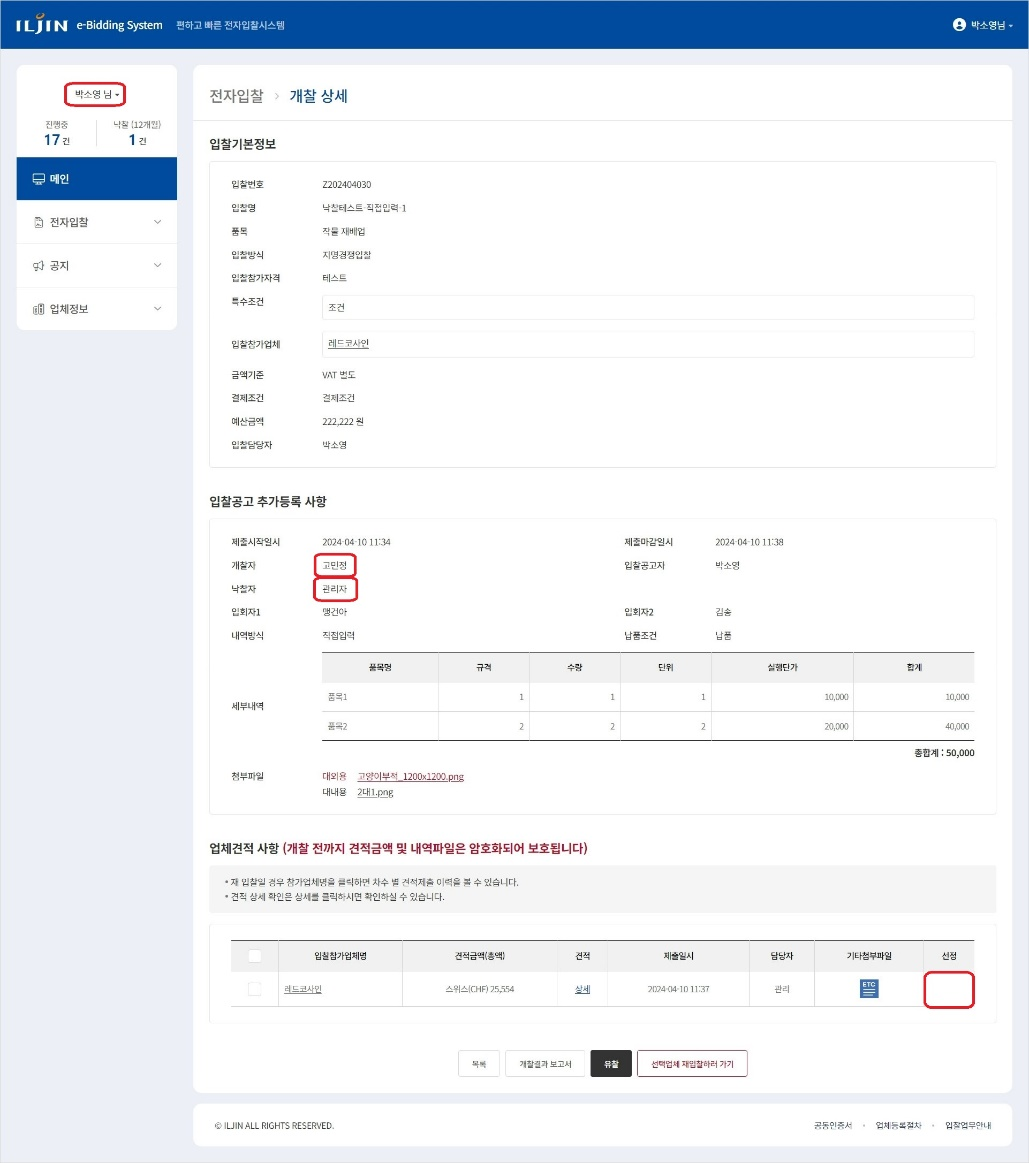 ILJIN e-Bidding System 편하고 빠른 전자입찰시스템 박소영님
박소영 님
진행중 낙찰 (12개월)
17 건 1 건
메인
전자입찰
공지
업체정보
전자입찰 > 개찰 상세
입찰기본정보
입찰번호 Z202404030
입찰명 낙찰테스트-직접입력-1
품목 작물 재배업
입찰방식 지명경쟁입찰
입찰참가자격 테스트
특수조건 조건
입찰참가업체 레드코사인
금액기준 VAT 별도
결제조건 결제조건
예산금액 222,222 원
입찰담당자 박소영
입찰공고 추가등록 사항
제출시작일시 2024-04-10 11:34 제출마감일시 2024-04-10 11:38
개찰자 고민정 입찰공고자 박소영
낙찰자 관리자
입회자1 맹건아 입회자2 김송
내역방식 직접입력 납품조건 납품
세부내역
품목명 규격 수량 단위 실행단가 합계
품목1 1 1 1 10,000 10,000
품목2 2 2 2 20,000 40,000
총합계 : 50,000
첨부파일 대외용 고양이부적_1200x1200.png
대내용 2대1.png
업체견적 사항 (개찰 전까지 견적금액 및 내역파일은 암호화되어 보호됩니다)
* 재 입찰일 경우 참가업체명을 클릭하면 차수 별 견적제출 이력을 볼 수 있습니다.
* 견적 상세 확인은 상세를 클릭하시면 확인하실 수 있습니다.
입찰참가업체명 견적금액(총액) 견적 제출일시 담당자 기타첨부파일 선정
레드코사인 스위스(CHF) 25,554 상세 2024-04-10 11:37 관리 ETC
목록 개찰결과 보고서 유찰 선택업체 재입찰하러 가기
© ILJIN ALL RIGHTS RESERVED. 공동인증서 • 업체등록절차 • 입찰업무안내